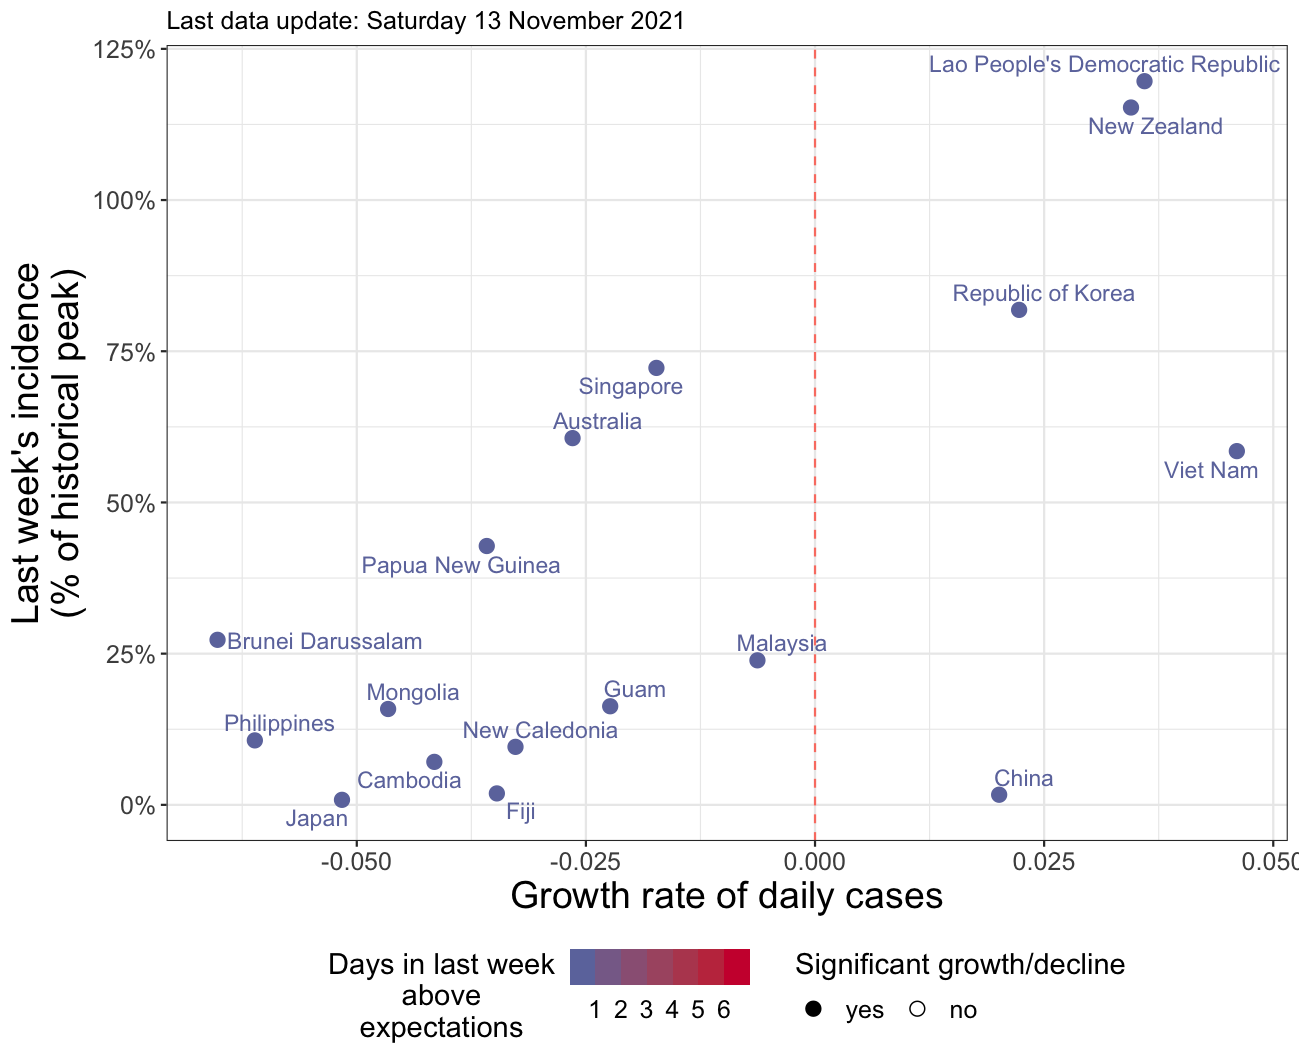 Last data update: Saturday 13 November 2021
125%
100%
75%
50%
25%
0%
Last week's incidence
(% of historical peak)
Lao People's Democratic Republic
New Zealand
Republic of Korea
Singapore
Australia
Viet Nam
Papua New Guinea
Brunei Darussalam
Malaysia
Mongolia
Guam
Philippines
New Caledonia
Cambodia
China
Japan
Fiji
-0.050 -0.025 0.000 0.025 0.050
Growth rate of daily cases
Days in last week
above
expectations
1 2 3 4 5 6
Significant growth/decline
yes no